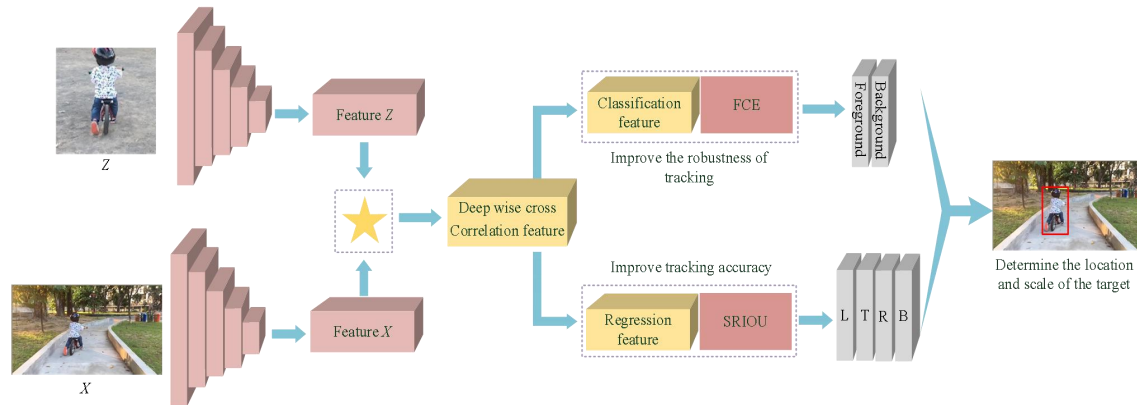 Z
Feature Z
Deep wise cross
Correlation feature
X
Feature X
Classification
feature
FCE
Improve the robustness of
tracking
Foreground
Background
Improve tracking accuracy
Regression
feature
SRIOU
L
T
R
B
Determine the location
and scale of the target